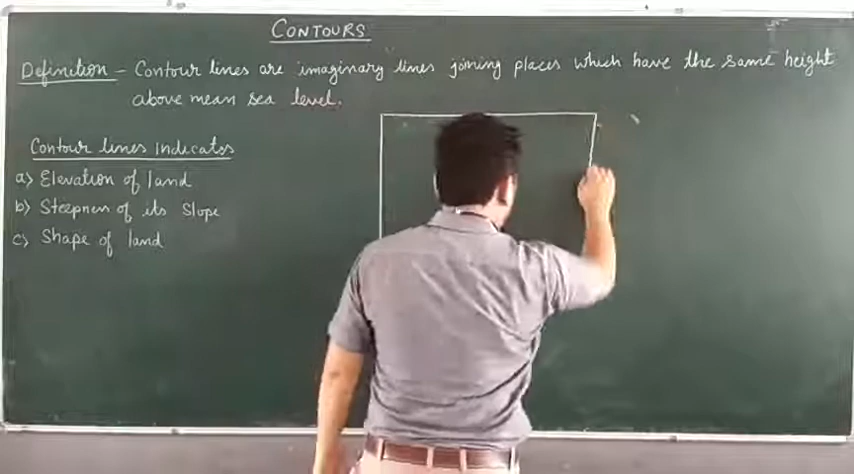 CONTOURS
Definition - Contour lines are imaginary lines joining places which have the same height
above mean sea level.
Contour lines indicates
a) Elevation of land
b) Steepness of its Slope
c) Shape of land